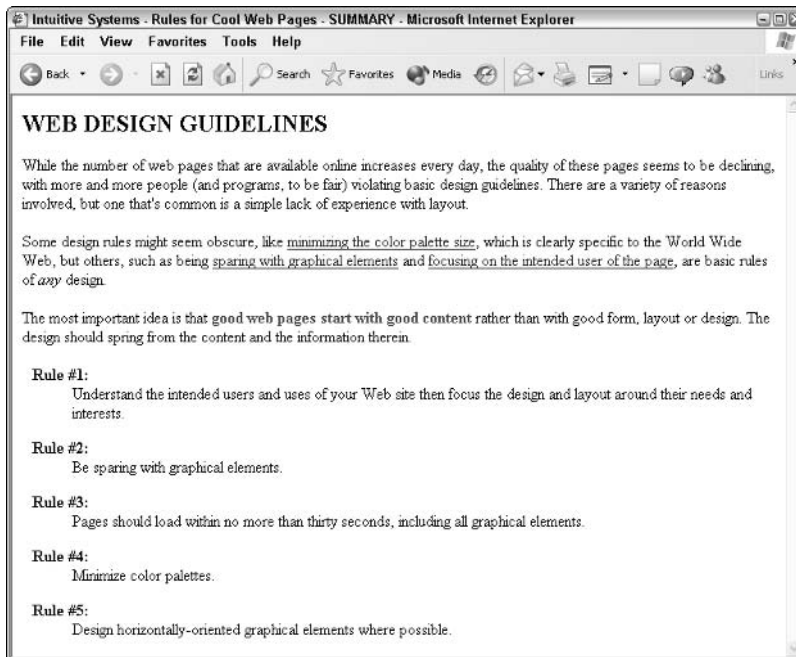 Intuitive Systems - Rules for Cool Web Pages - SUMMARY - Microsoft Internet Explorer
File Edit View Favorites Tools Help
Back Search Favorites Media Links
WEB DESIGN GUIDELINES
While the number of web pages that are available online increases every day, the quality of these pages seems to be declining,
with more and more people (and programs, to be fair) violating basic design guidelines. There are a variety of reasons
involved, but one that's common is a simple lack of experience with layout.
Some design rules might seem obscure, like minimizing the color palette size, which is clearly specific to the World Wide
Web, but others, such as being sparing with graphical elements and focusing on the intended user of the page, are basic rules
of any design.
The most important idea is that good web pages start with good content rather than with good form, layout or design. The
design should spring from the content and the information therein.
Rule #1:
Understand the intended users and uses of your Web site then focus the design and layout around their needs and
interests.
Rule #2:
Be sparing with graphical elements.
Rule #3:
Pages should load within no more than thirty seconds, including all graphical elements.
Rule #4:
Minimize color palettes.
Rule #5:
Design horizontally-oriented graphical elements where possible.